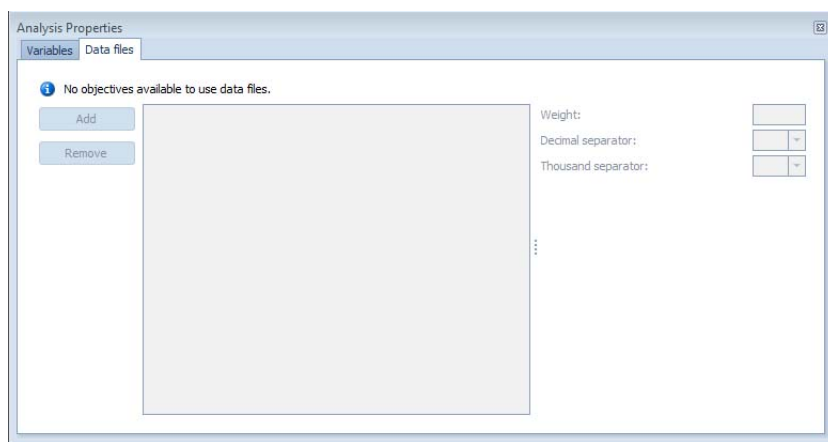 Analysis Properties
Variables Data files
No objectives available to use data files.
Add
Remove
Weight:
Decimal separator:
Thousand separator: